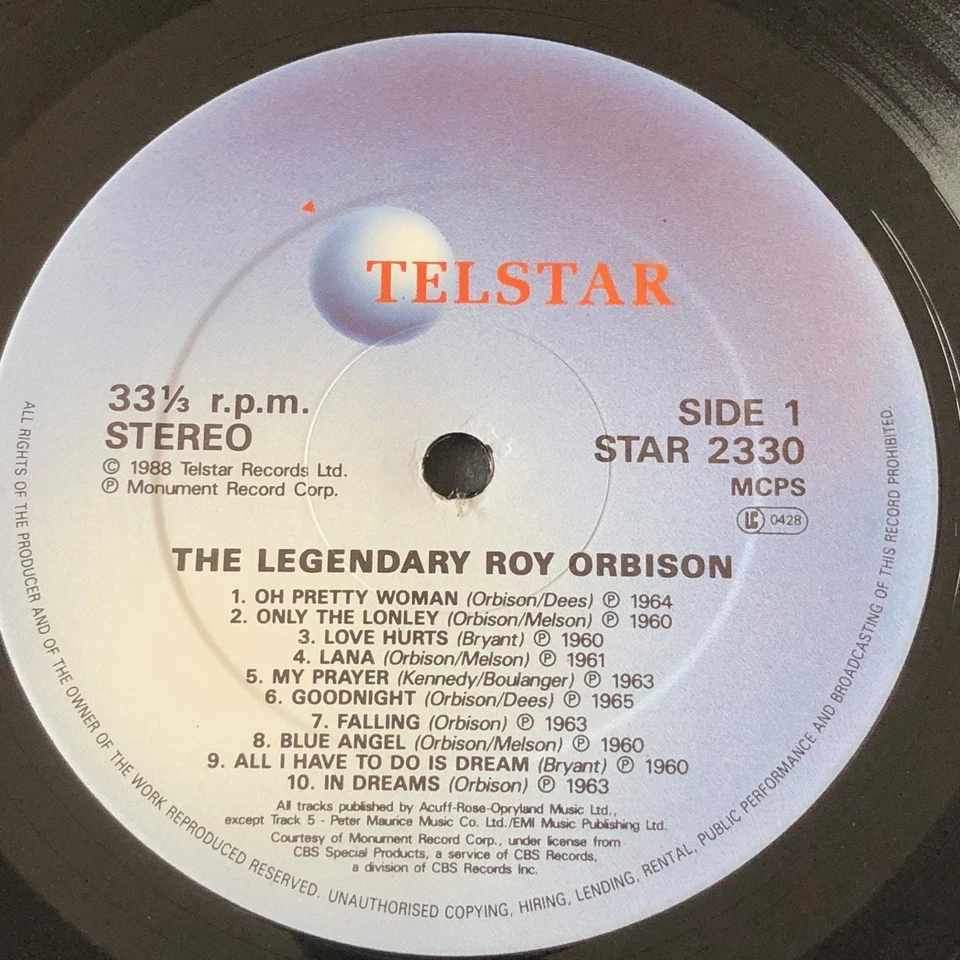 TELSTAR
33⅓ r.p.m.
STEREO
© 1988 Telstar Records Ltd.
℗ Monument Record Corp.
SIDE 1
STAR 2330
MCPS
LC 0428
THE LEGENDARY ROY ORBISON
1. OH PRETTY WOMAN (Orbison/Dees) ℗ 1964
2. ONLY THE LONLEY (Orbison/Melson) ℗ 1960
3. LOVE HURTS (Bryant) ℗ 1960
4. LANA (Orbison/Melson) ℗ 1961
5. MY PRAYER (Kennedy/Boulanger) ℗ 1963
6. GOODNIGHT (Orbison/Dees) ℗ 1965
7. FALLING (Orbison) ℗ 1963
8. BLUE ANGEL (Orbison/Melson) ℗ 1960
9. ALL I HAVE TO DO IS DREAM (Bryant) ℗ 1960
10. IN DREAMS (Orbison) ℗ 1963
All tracks published by Acuff-Rose-Opryland Music Ltd.,
except Track 5 - Peter Maurice Music Co. Ltd./EMI Music Publishing Ltd.
Courtesy of Monument Record Corp., under license from
CBS Special Products, a service of CBS Records,
a division of CBS Records Inc.
ALL RIGHTS OF THE PRODUCER AND OF THE OWNER OF THE WORK REPRODUCED RESERVED. UNAUTHORISED COPYING, HIRING, LENDING, RENTAL, PUBLIC PERFORMANCE AND BROADCASTING OF THIS RECORD PROHIBITED.